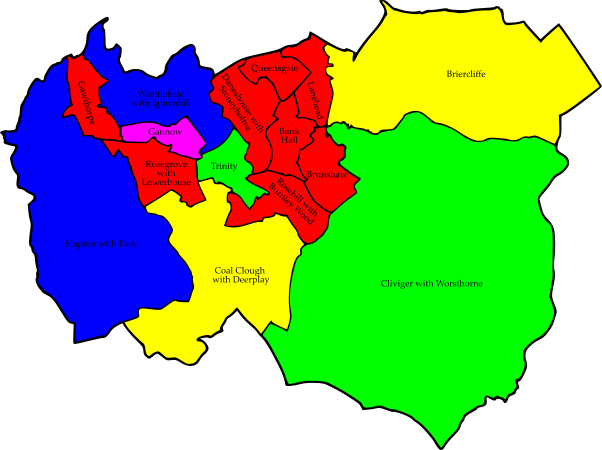 Briercliffe
Queensgate
Lanehead
Daneshouse with
Stoneyholme
Whittlefield
with Ightenhill
Gawthorpe
Gannow
Bank
Hall
Trinity
Rosegrove
with
Lowerhouse
Brunshaw
Rosehill with
Burnley Wood
Hapton with Park
Coal Clough
with Deerplay
Cliviger with Worsthorne